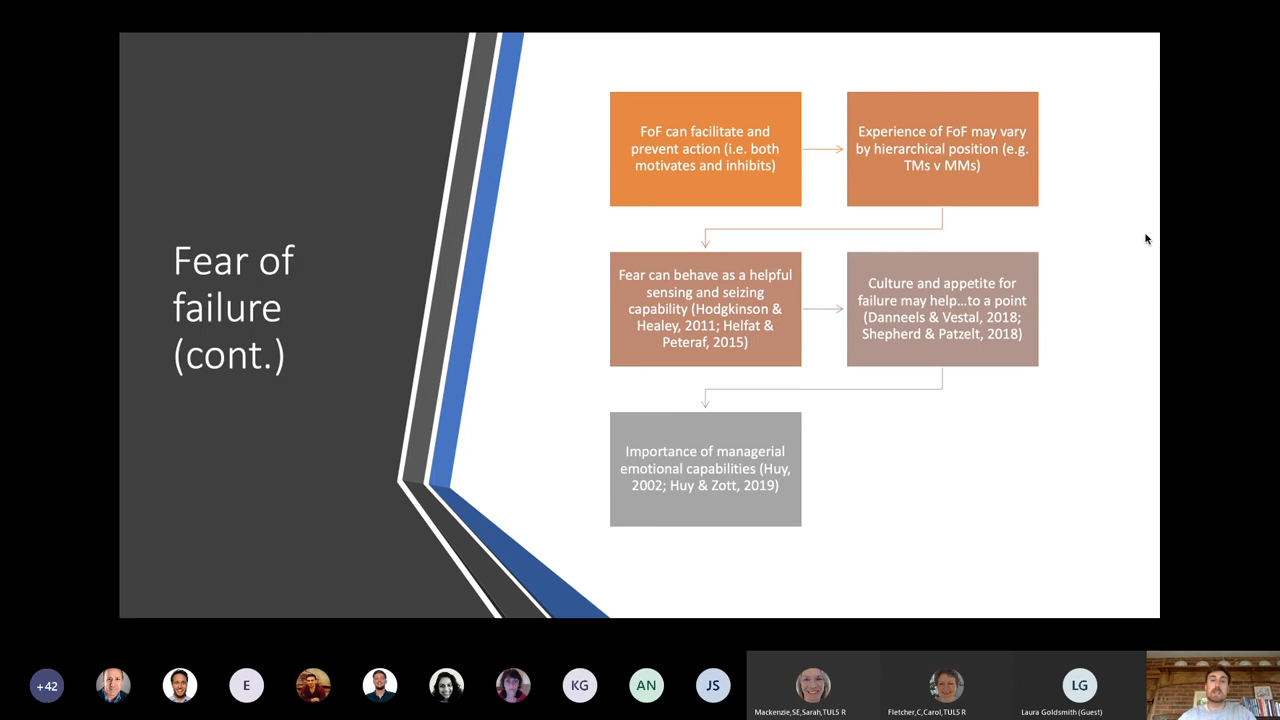 Fear of
failure
(cont.)
FoF can facilitate and
prevent action (i.e. both
motivates and inhibits)
Experience of FoF may vary
by hierarchical position (e.g.
TMs v MMs)
Fear can behave as a helpful
sensing and seizing
capability (Hodgkinson &
Healey, 2011; Helfat &
Peteraf, 2015)
Culture and appetite for
failure may help...to a point
(Danneels & Vestal, 2018;
Shepherd & Patzelt, 2018)
Importance of managerial
emotional capabilities (Huy,
2002; Huy & Zott, 2019)
+42
E
KG
AN
JS
LG
Mackenzie,SE,Sarah,TUL5 R
Fletcher,C,Carol,TUL5 R
Laura Goldsmith (Guest)